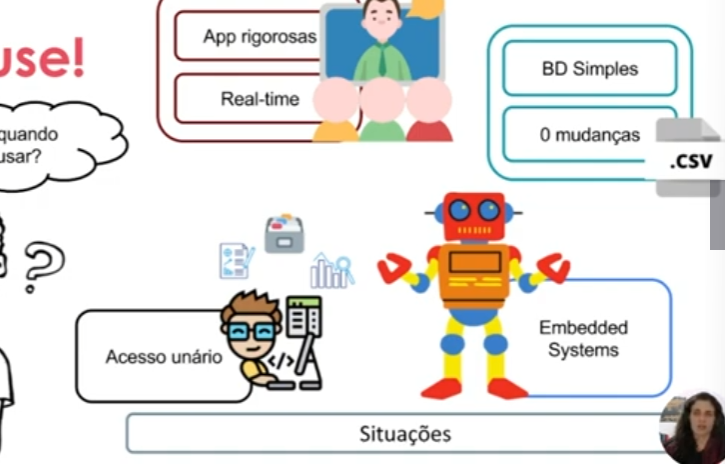 use!
App rigorosas
Real-time
BD Simples
0 mudanças
.csv
quando
usar?
</>
Acesso unário
Embedded
Systems
Situações